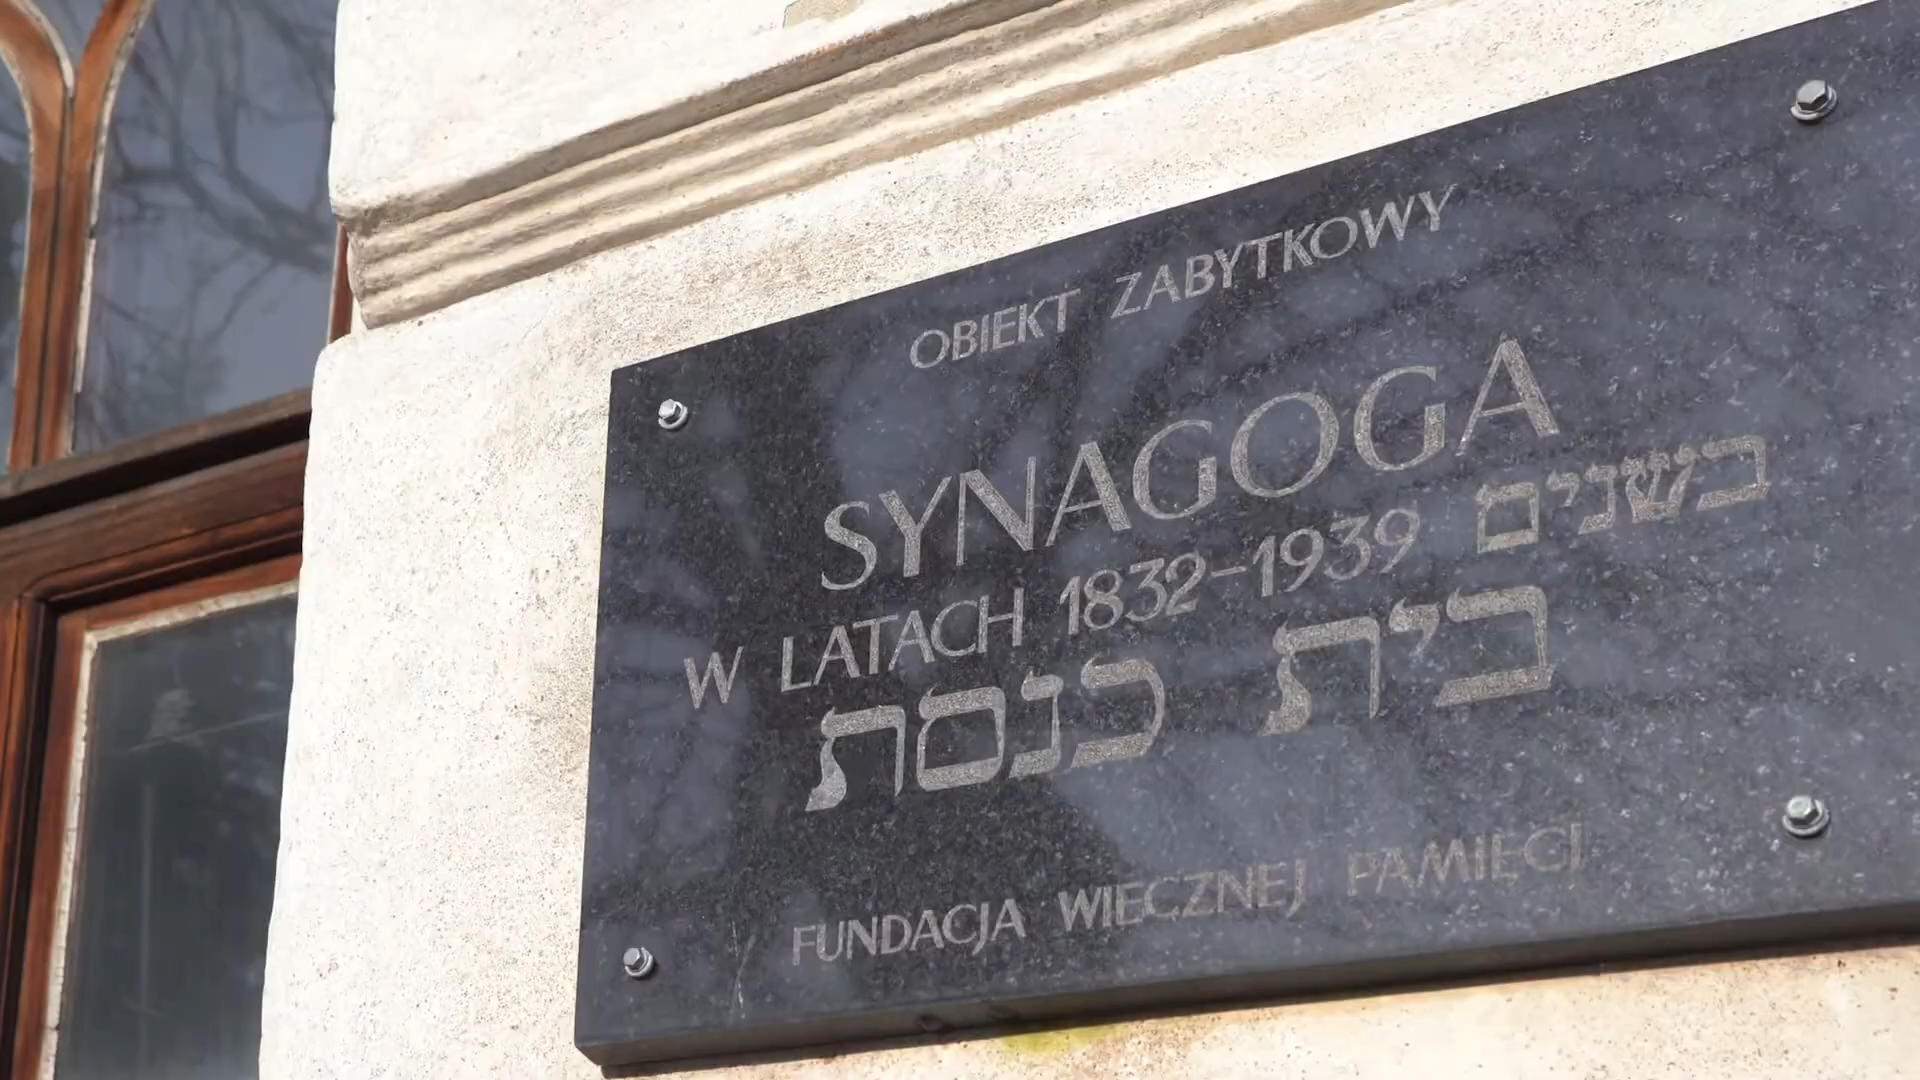 OBIEKT ZABYTKOWY
SYNAGOGA
W LATACH 1832-1939 בשנים
בית כנסת
FUNDACJA WIECZNEJ PAMIĘCI